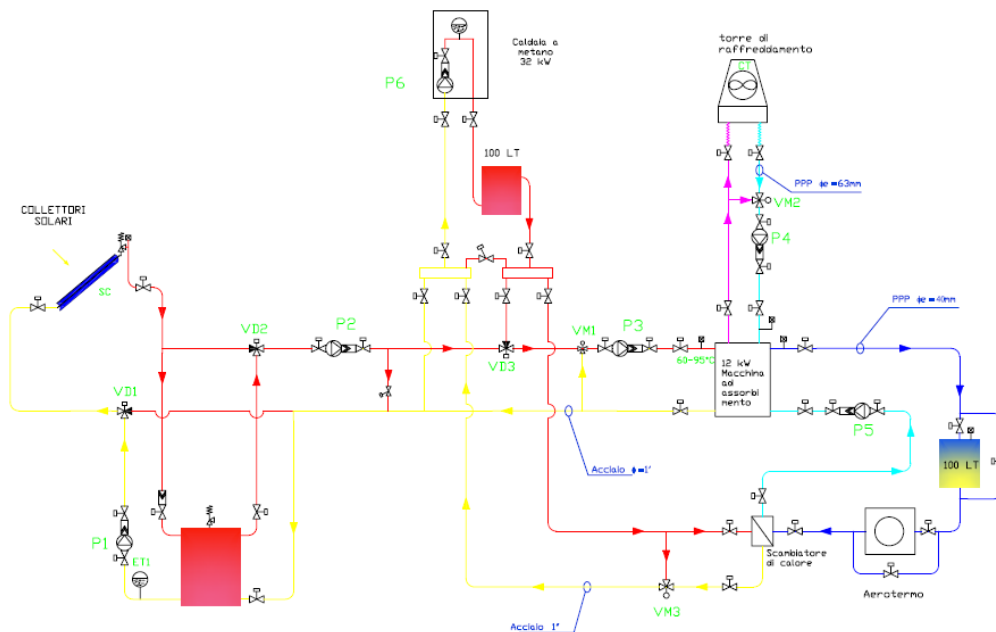 Caldaia a
metano
32 kW
P6
torre di
raffreddamento
CT
100 LT
PPP ϕe=63mm
VM2
P4
COLLETTORI
SOLARI
SC
VD2
P2
VM1
P3
PPP ϕe=40mm
VD3
60-95°C
12 kW
Macchina
ad
assorbi
mento
VD1
P5
Acciaio ϕ=1"
100 LT
P1
ET1
Scambiatore
di calore
Aerotermo
VM3
Acciaio 1"